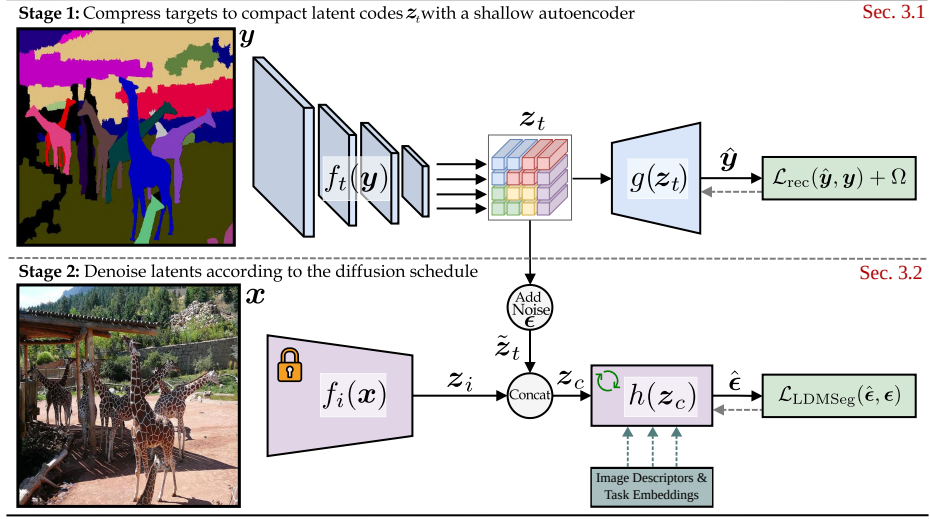 Stage 1: Compress targets to compact latent codes z_t with a shallow autoencoder
Sec. 3.1
y
f_t(y)
z_t
g(z_t)
ŷ
ℒ_rec(ŷ, y) + Ω
Stage 2: Denoise latents according to the diffusion schedule
Sec. 3.2
x
Add
Noise
ϵ
z̃_t
f_i(x)
z_i
Concat
z_c
h(z_c)
ϵ̂
ℒ_LDMSeg(ϵ̂, ϵ)
Image Descriptors &
Task Embeddings